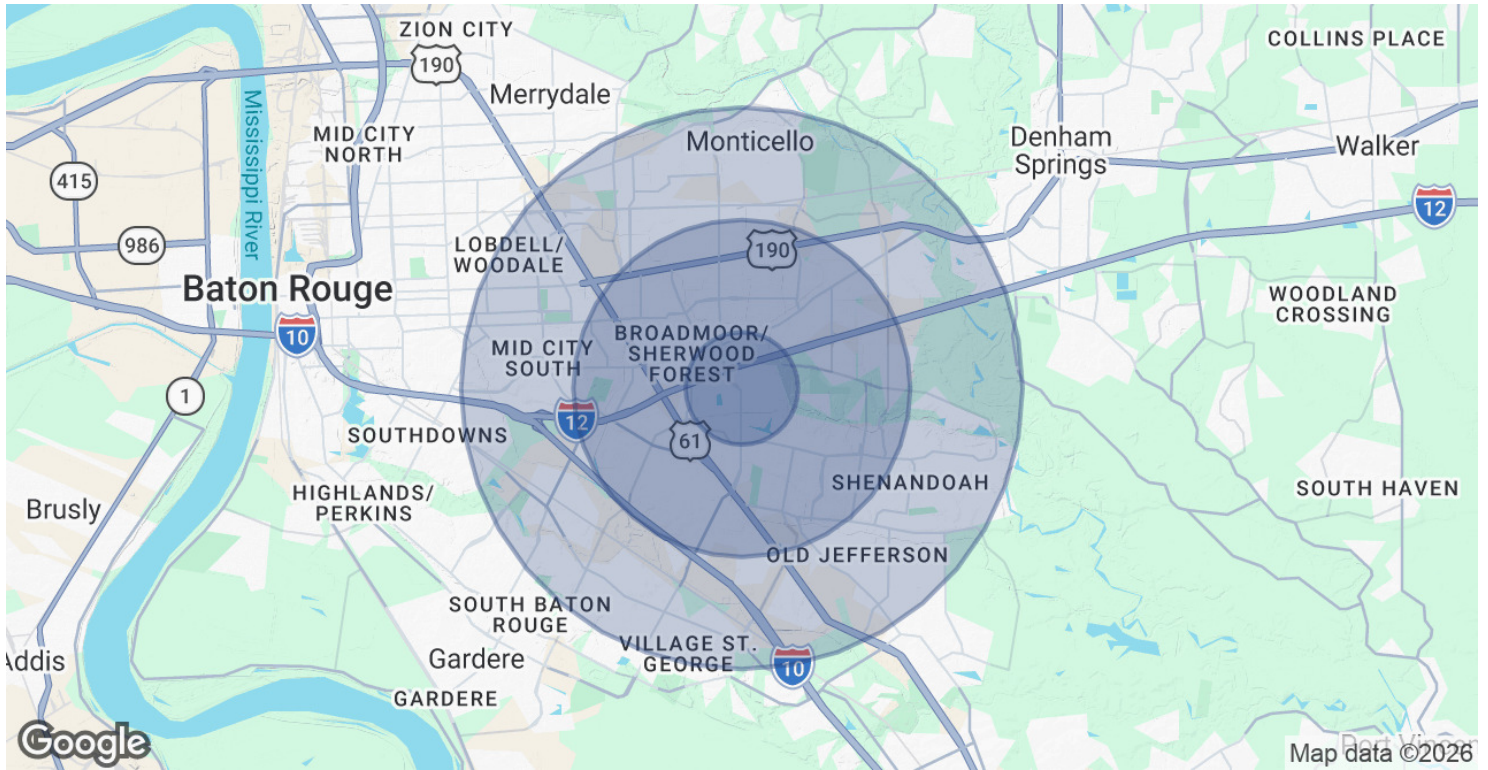 ZION CITY
COLLINS PLACE
190
Merrydale
Mississippi River
MID CITY
NORTH
Monticello
Denham
Springs
Walker
415
12
986
LOBDELL/
WOODALE
190
Baton Rouge
WOODLAND
CROSSING
10
BROADMOOR/
SHERWOOD
FOREST
MID CITY
SOUTH
1
12
SOUTHDOWNS
61
SHENANDOAH
SOUTH HAVEN
HIGHLANDS/
PERKINS
Brusly
OLD JEFFERSON
SOUTH BATON
ROUGE
VILLAGE ST.
GEORGE
Gardere
10
Addis
GARDERE
Google
Map data ©2026